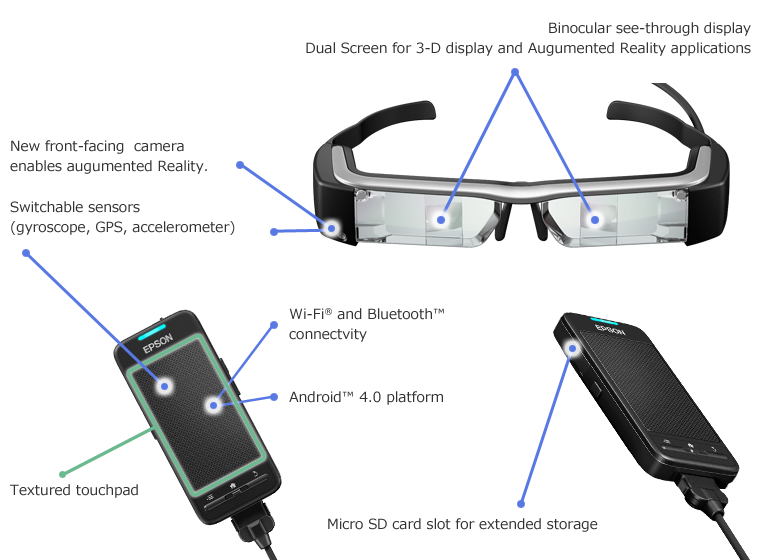 Binocular see-through display
Dual Screen for 3-D display and Augumented Reality applications
New front-facing camera
enables augumented Reality.
Switchable sensors
(gyroscope, GPS, accelerometer)
Wi-Fi® and Bluetooth™
connectvity
Android™ 4.0 platform
EPSON
EPSON
Textured touchpad
Micro SD card slot for extended storage